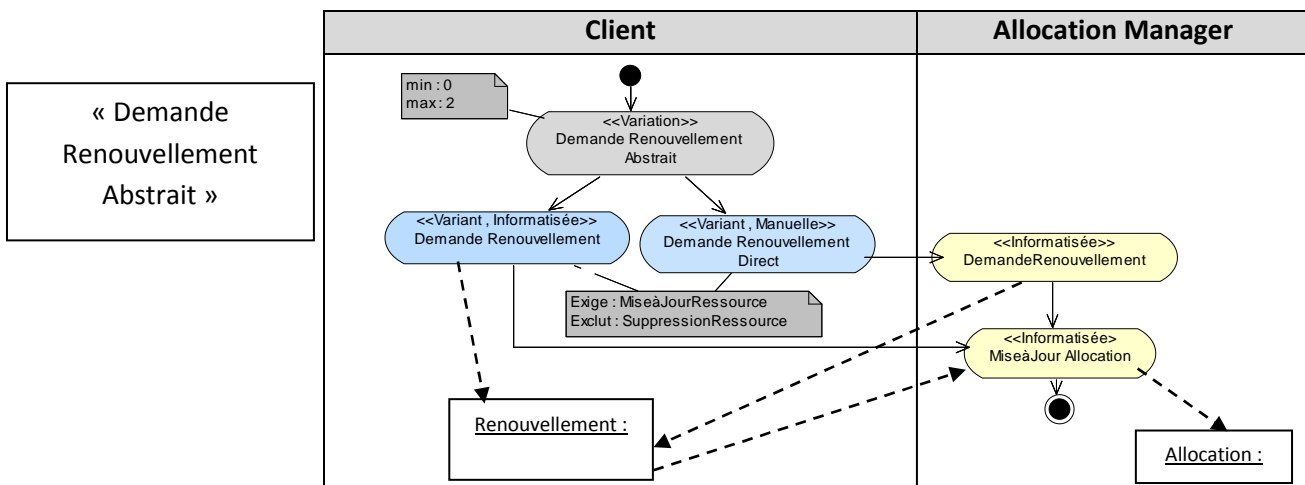 Client
Allocation Manager
« Demande
Renouvellement
Abstrait »
min : 0
max : 2
<<Variation>>
Demande Renouvellement
Abstrait
<<Variant , Informatisée>>
Demande Renouvellement
<<Variant , Manuelle>>
Demande Renouvellement
Direct
<<Informatisée>>
DemandeRenouvellement
Exige : MiseàJourRessource
Exclut : SuppressionRessource
<<Informatisée>
MiseàJour Allocation
Renouvellement :
Allocation :